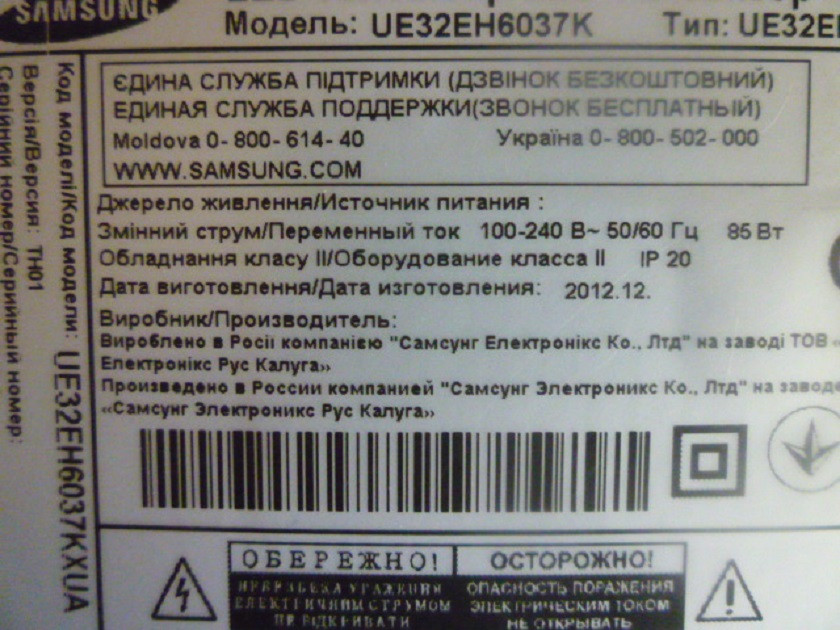 SAMSUNG
Модель: UE32EH6037K Тип:
ЄДИНА СЛУЖБА ПІДТРИМКИ (ДЗВІНОК БЕЗКОШТОВНИЙ)
ЕДИНАЯ СЛУЖБА ПОДДЕРЖКИ(ЗВОНОК БЕСПЛАТНЫЙ)
Moldova 0- 800- 614- 40 Україна 0- 800- 502- 000
WWW.SAMSUNG.COM
Джерело живлення/Источник питания :
Змінний струм/Переменный ток 100-240 В~ 50/60 Гц 85 Вт
Обладнання класу II/Оборудование класса II IP 20
Дата виготовлення/Дата изготовления: 2012.12.
Виробник/Производитель:
Вироблено в Росії компанією "Самсунг Електронікс Ко., Лтд" на заводі ТОВ «
Електронікс Рус Калуга»
Произведено в России компанией "Самсунг Электроникс Ко., Лтд" на заводе
«Самсунг Электроникс Рус Калуга»
Код моделі/Код модели: UE32EH6037KXUA
Версія/Версия: TH01
Серійний номер/Серийный номер:
ОБЕРЕЖНО! ОСТОРОЖНО!
ЕЛЕКТРИЧНИМ СТРУМОМ
НЕ ВІДКРИВАТИ
ОПАСНОСТЬ ПОРАЖЕНИЯ
ЭЛЕКТРИЧЕСКИМ ТОКОМ
НЕ ОТКРЫВАТЬ